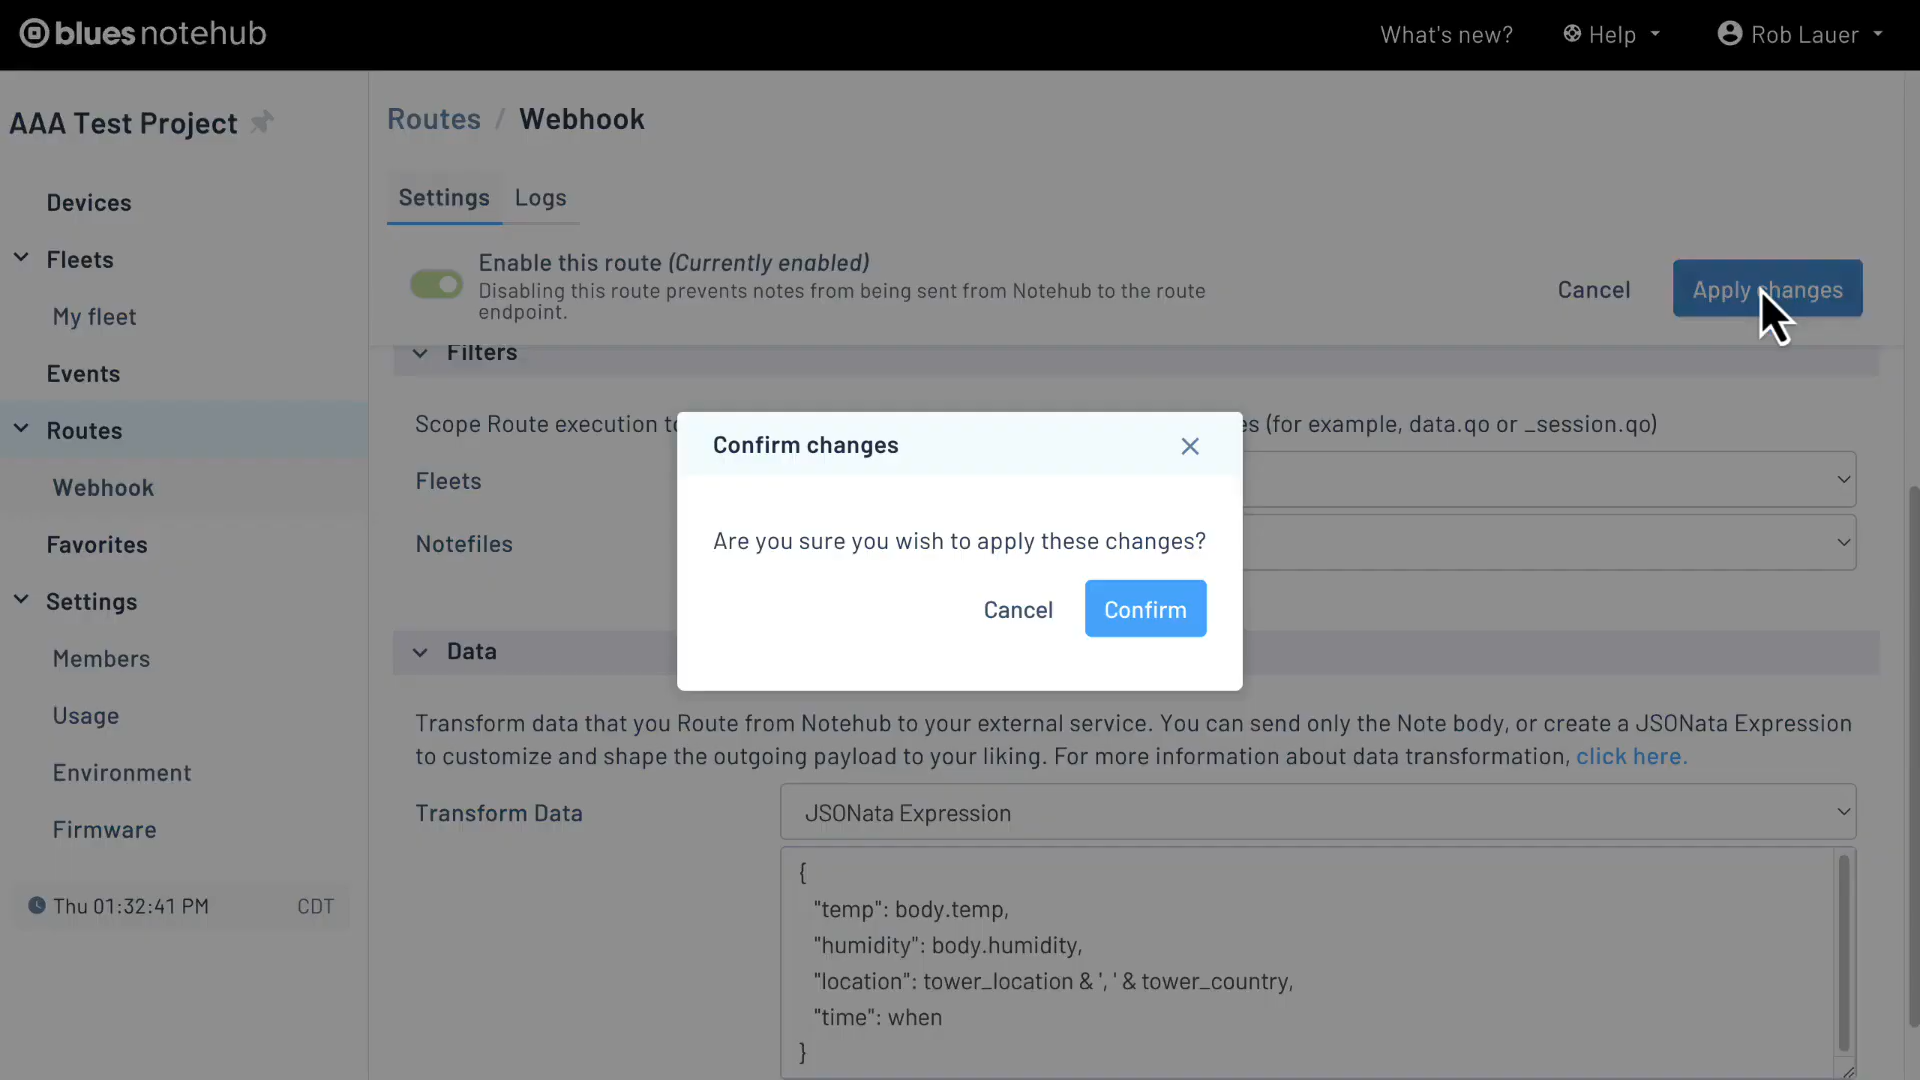 blues notehub
What's new?
Help
Rob Lauer
AAA Test Project
Devices
Fleets
My fleet
Events
Routes
Webhook
Favorites
Settings
Members
Usage
Environment
Firmware
Thu 01:32:41 PM CDT
Routes / Webhook
Settings Logs
Enable this route (Currently enabled)
Disabling this route prevents notes from being sent from Notehub to the route
endpoint.
Cancel
Apply changes
Filters
Scope Route execution (for example, data.qo or _session.qo)
Fleets
Notefiles
Confirm changes
Are you sure you wish to apply these changes?
Cancel Confirm
Data
Transform data that you Route from Notehub to your external service. You can send only the Note body, or create a JSONata Expression
to customize and shape the outgoing payload to your liking. For more information about data transformation, click here.
Transform Data
JSONata Expression
{
"temp": body.temp,
"humidity": body.humidity,
"location": tower_location & ', ' & tower_country,
"time": when
}